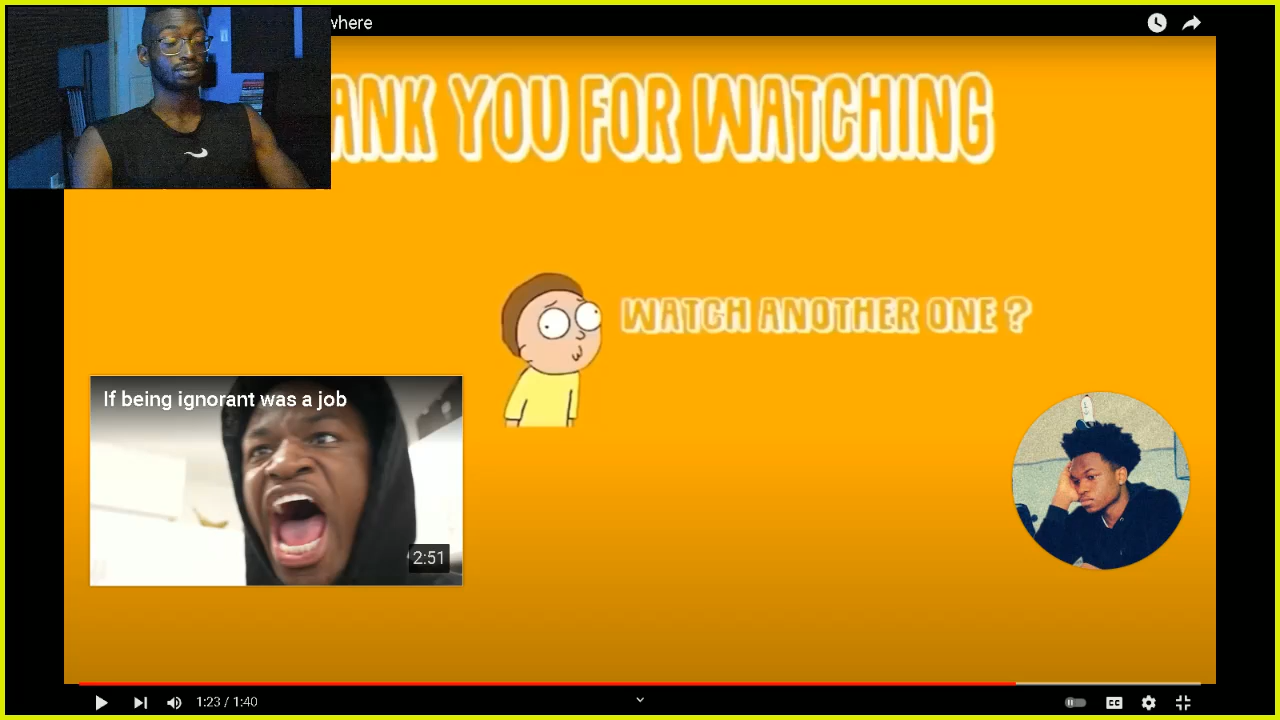 where
ANK YOU FOR WATCHING
WATCH ANOTHER ONE ?
If being ignorant was a job
2:51
1:23 / 1:40
CC